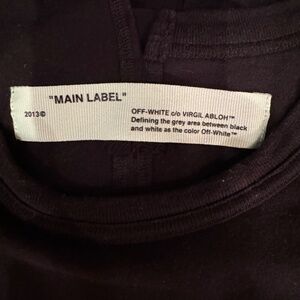 "MAIN LABEL"
2013©
OFF-WHITE c/o VIRGIL ABLOH™
Defining the grey area between black
and white as the color Off-White™